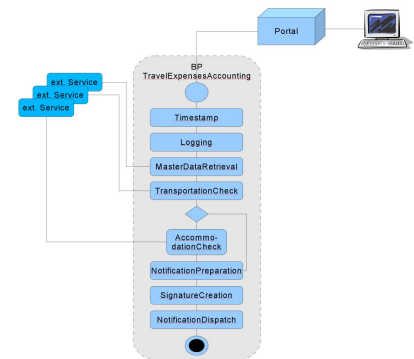 Portal
BP
TravelExpensesAccounting
ext. Service
ext. Service
ext. Service
Timestamp
Logging
MasterDataRetrieval
TransportationCheck
Accommo-
dationCheck
NotificationPreparation
SignatureCreation
NotificationDispatch